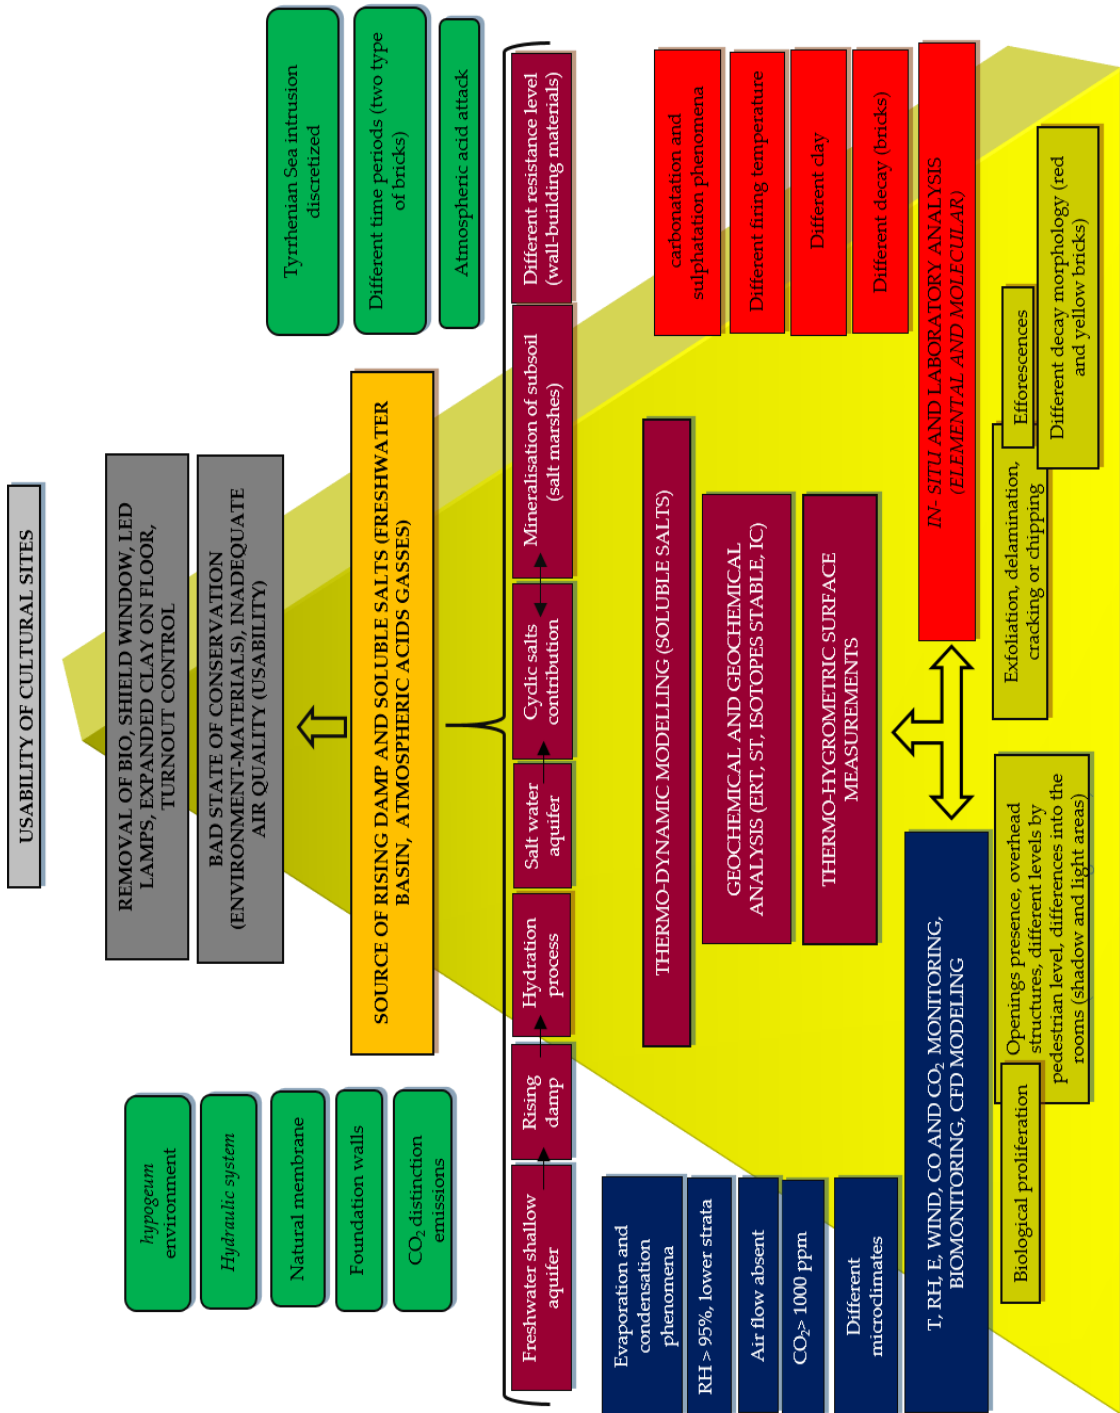 USABILITY OF CULTURAL SITES
REMOVAL OF BIO, SHIELD WINDOW, LED
LAMPS, EXPANDED CLAY ON FLOOR,
TURNOUT CONTROL
BAD STATE OF CONSERVATION
(ENVIRONMENT-MATERIALS), INADEQUATE
AIR QUALITY (USABILITY)
hypogeum
environment
Hydraulic system
Natural membrane
Foundation walls
CO₂ distinction
emissions
SOURCE OF RISING DAMP AND SOLUBLE SALTS (FRESHWATER
BASIN, ATMOSPHERIC ACIDS GASSES)
Tyrrhenian Sea intrusion
discretized
Different time periods (two type
of bricks)
Atmospheric acid attack
Freshwater shallow
aquifer
Rising
damp
Hydration
process
Salt water
aquifer
Cyclic salts
contribution
Mineralisation of subsoil
(salt marshes)
Different resistance level
(wall-building materials)
Evaporation and
condensation
phenomena
RH > 95%, lower strata
Air flow absent
CO₂> 1000 ppm
Different
microclimates
THERMO-DYNAMIC MODELLING (SOLUBLE SALTS)
GEOCHEMICAL AND GEOCHEMICAL
ANALYSIS (ERT, ST, ISOTOPES STABLE, IC)
THERMO-HYGROMETRIC SURFACE
MEASUREMENTS
carbonatation and
sulphatation phenomena
Different firing temperature
Different clay
Different decay (bricks)
T, RH, E, WIND, CO AND CO₂ MONITORING,
BIOMONITORING, CFD MODELING
IN- SITU AND LABORATORY ANALYSIS
(ELEMENTAL AND MOLECULAR)
Biological proliferation
Openings presence, overhead
structures, different levels by
pedestrian level, differences into the
rooms (shadow and light areas)
Exfoliation, delamination,
cracking or chipping
Efforescences
Different decay morphology (red
and yellow bricks)